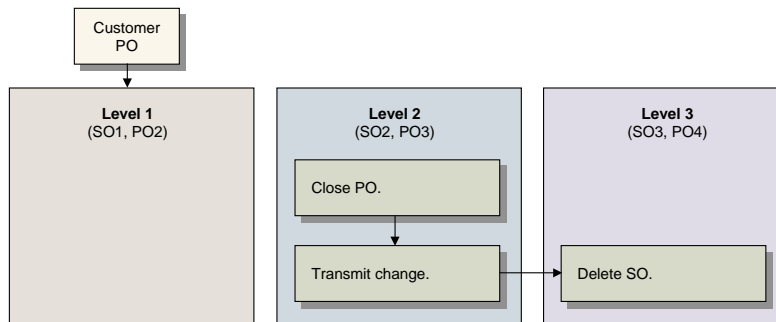 Customer
PO
Level 1
(SO1, PO2)
Level 2
(SO2, PO3)
Level 3
(SO3, PO4)
Close PO.
Transmit change.
Delete SO.